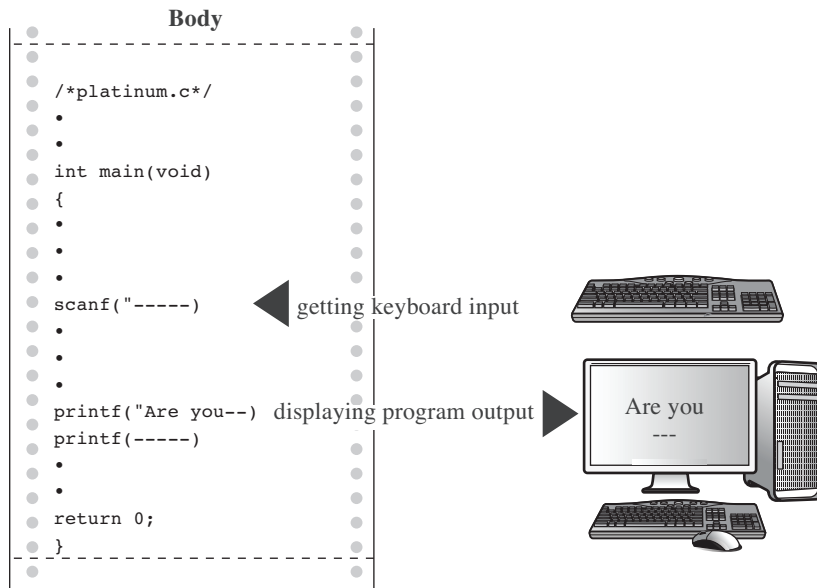 Body
/*platinum.c*/
•
•
int main(void)
{
•
•
•
scanf("-----)
getting keyboard input
•
•
•
printf("Are you--)
displaying program output
Are you
---
printf(-----)
•
•
return 0;
}